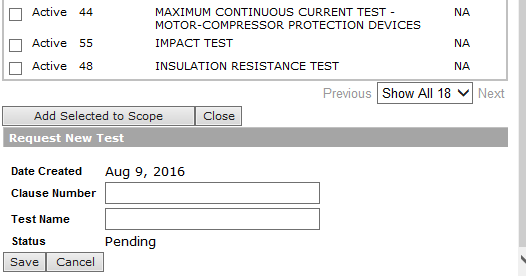 Active 44 MAXIMUM CONTINUOUS CURRENT TEST - NA
MOTOR-COMPRESSOR PROTECTION DEVICES
Active 55 IMPACT TEST NA
Active 48 INSULATION RESISTANCE TEST NA
Previous Show All 18 Next
Add Selected to Scope Close
Request New Test
Date Created Aug 9, 2016
Clause Number
Test Name
Status Pending
Save Cancel